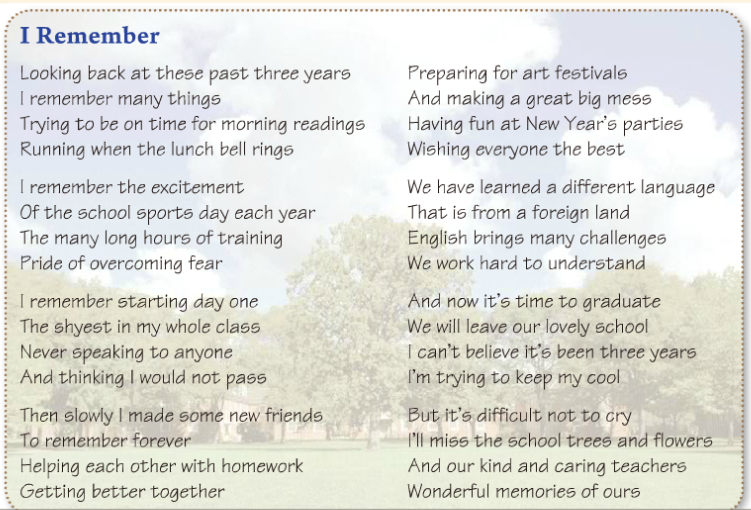 I Remember
Looking back at these past three years
I remember many things
Trying to be on time for morning readings
Running when the lunch bell rings
I remember the excitement
Of the school sports day each year
The many long hours of training
Pride of overcoming fear
I remember starting day one
The shyest in my whole class
Never speaking to anyone
And thinking I would not pass
Then slowly I made some new friends
To remember forever
Helping each other with homework
Getting better together
Preparing for art festivals
And making a great big mess
Having fun at New Year's parties
Wishing everyone the best
We have learned a different language
That is from a foreign land
English brings many challenges
We work hard to understand
And now it's time to graduate
We will leave our lovely school
I can't believe it's been three years
I'm trying to keep my cool
But it's difficult not to cry
I'll miss the school trees and flowers
And our kind and caring teachers
Wonderful memories of ours